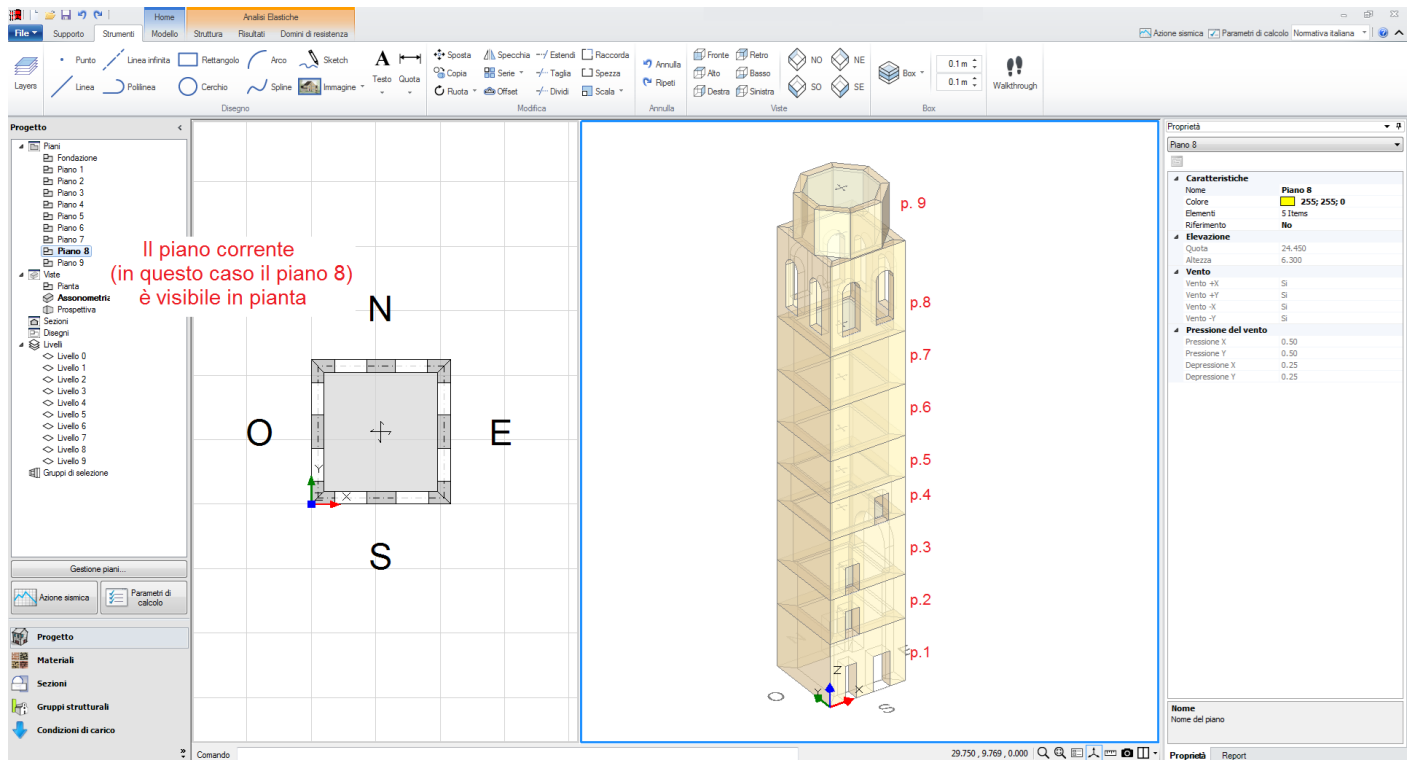 Home
Analisi Elastiche
File
Supporto
Strumenti
Modello
Struttura
Risultati
Domini di resistenza
Azione sismica
Parametri di calcolo
Normativa italiana
Layers
Punto
Linea infinita
Rettangolo
Arco
Sketch
Linea
Polilinea
Cerchio
Spline
Immagine
A
Testo
Quota
Disegno
Sposta
Specchia
Estendi
Raccorda
Copia
Serie
Taglia
Spezza
Ruota
Offset
Dividi
Scala
Modifica
Annulla
Ripeti
Annulla
Fronte
Retro
Alto
Basso
Destra
Sinistra
NO
NE
SO
SE
Viste
Box
0.1 m
0.1 m
Box
Walkthrough
Progetto
Piani
Fondazione
Piano 1
Piano 2
Piano 3
Piano 4
Piano 5
Piano 6
Piano 7
Piano 8
Piano 9
Viste
Pianta
Assonometria
Prospettiva
Sezioni
Disegni
Livelli
Livello 0
Livello 1
Livello 2
Livello 3
Livello 4
Livello 5
Livello 6
Livello 7
Livello 8
Livello 9
Gruppi di selezione
Gestione piani...
Azione sismica
Parametri di
calcolo
Progetto
Materiali
Sezioni
Gruppi strutturali
Condizioni di carico
Il piano corrente
(in questo caso il piano 8)
è visibile in pianta
N
O
E
S
Y
Z
X
p. 9
p.8
p.7
p.6
p.5
p.4
p.3
p.2
p.1
N
E
O
S
Z
Y
X
Comando
29.750 , 9.769 , 0.000
Proprietà
Piano 8
Caratteristiche
Nome Piano 8
Colore 255; 255; 0
Elementi 5 Items
Riferimento No
Elevazione
Quota 24.450
Altezza 6.300
Vento
Vento +X Si
Vento +Y Si
Vento -X Si
Vento -Y Si
Pressione del vento
Pressione X 0.50
Pressione Y 0.50
Depressione X 0.25
Depressione Y 0.25
Nome
Nome del piano
Proprietà
Report